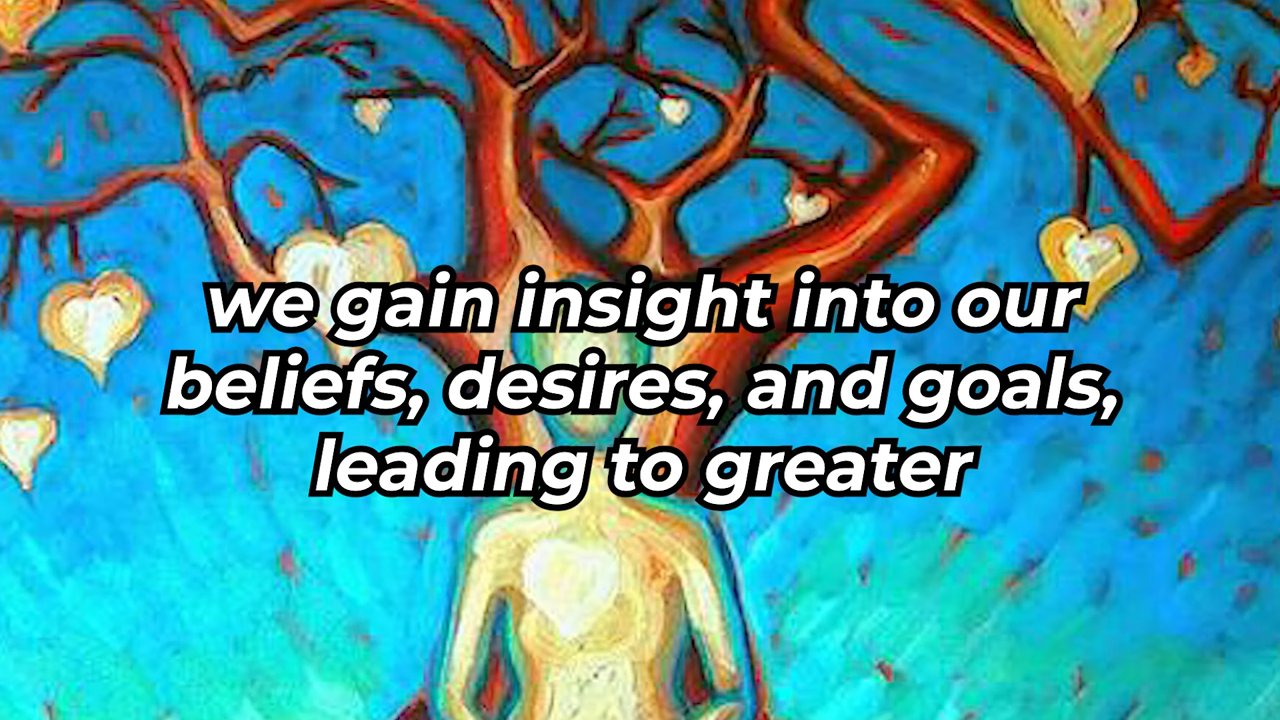 we gain insight into our
beliefs, desires, and goals,
leading to greater